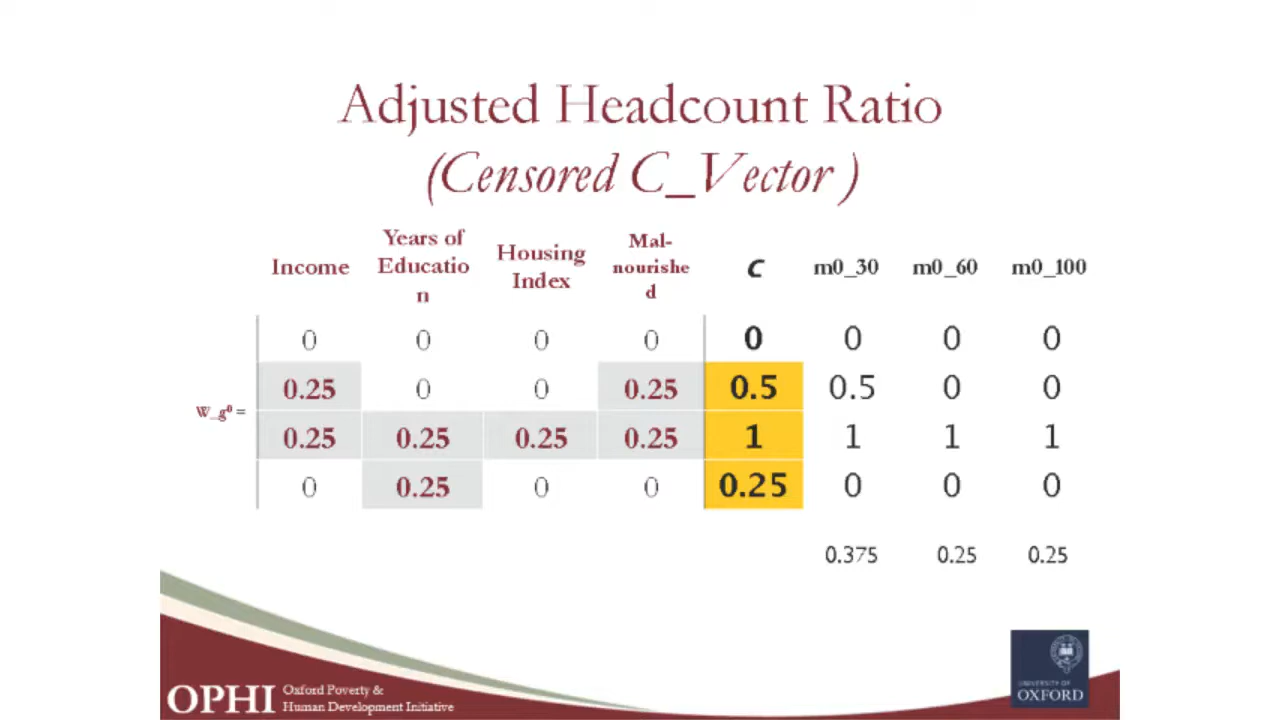 Adjusted Headcount Ratio
(Censored C_Vector )
Income Years of Educatio n Housing Index Mal- nourishe d c m0_30 m0_60 m0_100
0 0 0 0 0 0 0 0
0.25 0 0 0.25 0.5 0.5 0 0
W_g⁰ =
0.25 0.25 0.25 0.25 1 1 1 1
0 0.25 0 0 0.25 0 0 0
0.375 0.25 0.25
OPHI
Oxford Poverty &
Human Development Initiative
UNIVERSITY OF
OXFORD